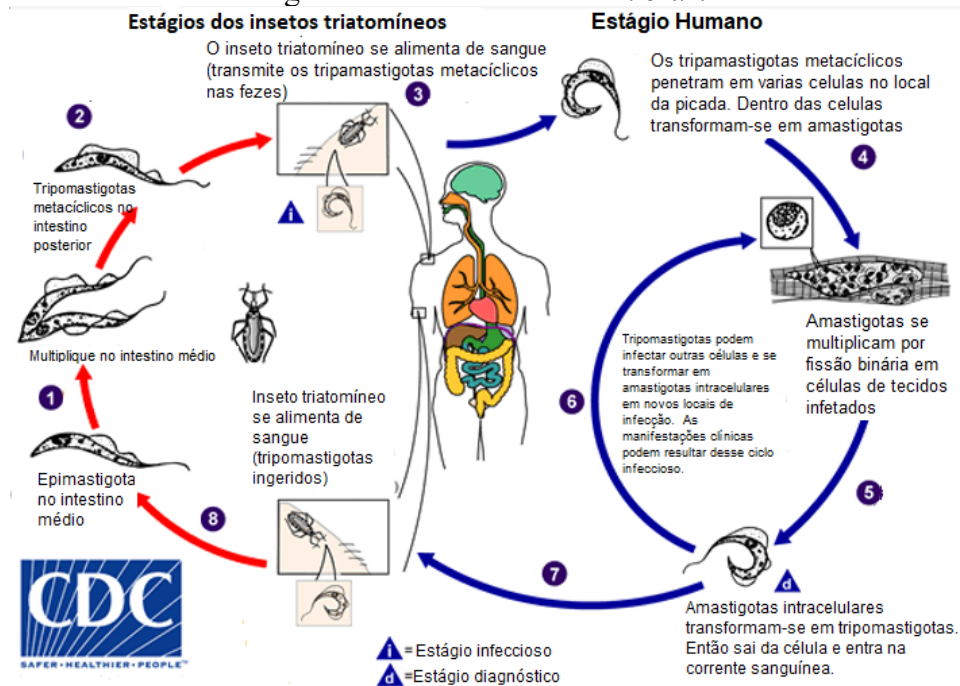 Estágios dos insetos triatomíneos
Estágio Humano
O inseto triatomíneo se alimenta de sangue
(transmite os tripamastigotas metacíclicos
nas fezes)
3
Os tripamastigotas metacíclicos
penetram em varias celulas no local
da picada. Dentro das celulas
transformam-se em amastigotas
4
2
Tripomastigotas
metacíclicos no
intestino
posterior
i
Multiplique no intestino médio
1
Epimastigota
no intestino
médio
8
Inseto triatomíneo
se alimenta de
sangue
(tripomastigotas
ingeridos)
6
Tripomastigotas podem
infectar outras células e se
transformar em
amastigotas intracelulares
em novos locais de
infecção. As
manifestações clínicas
podem resultar desse ciclo
infeccioso.
Amastigotas se
multiplicam por
fissão binária em
células de tecidos
infetados
5
7
d
Amastigotas intracelulares
transformam-se em tripomastigotas.
Então sai da célula e entra na
corrente sanguínea.
CDC
SAFER•HEALTHIER•PEOPLE™
i =Estágio infeccioso
d =Estágio diagnóstico